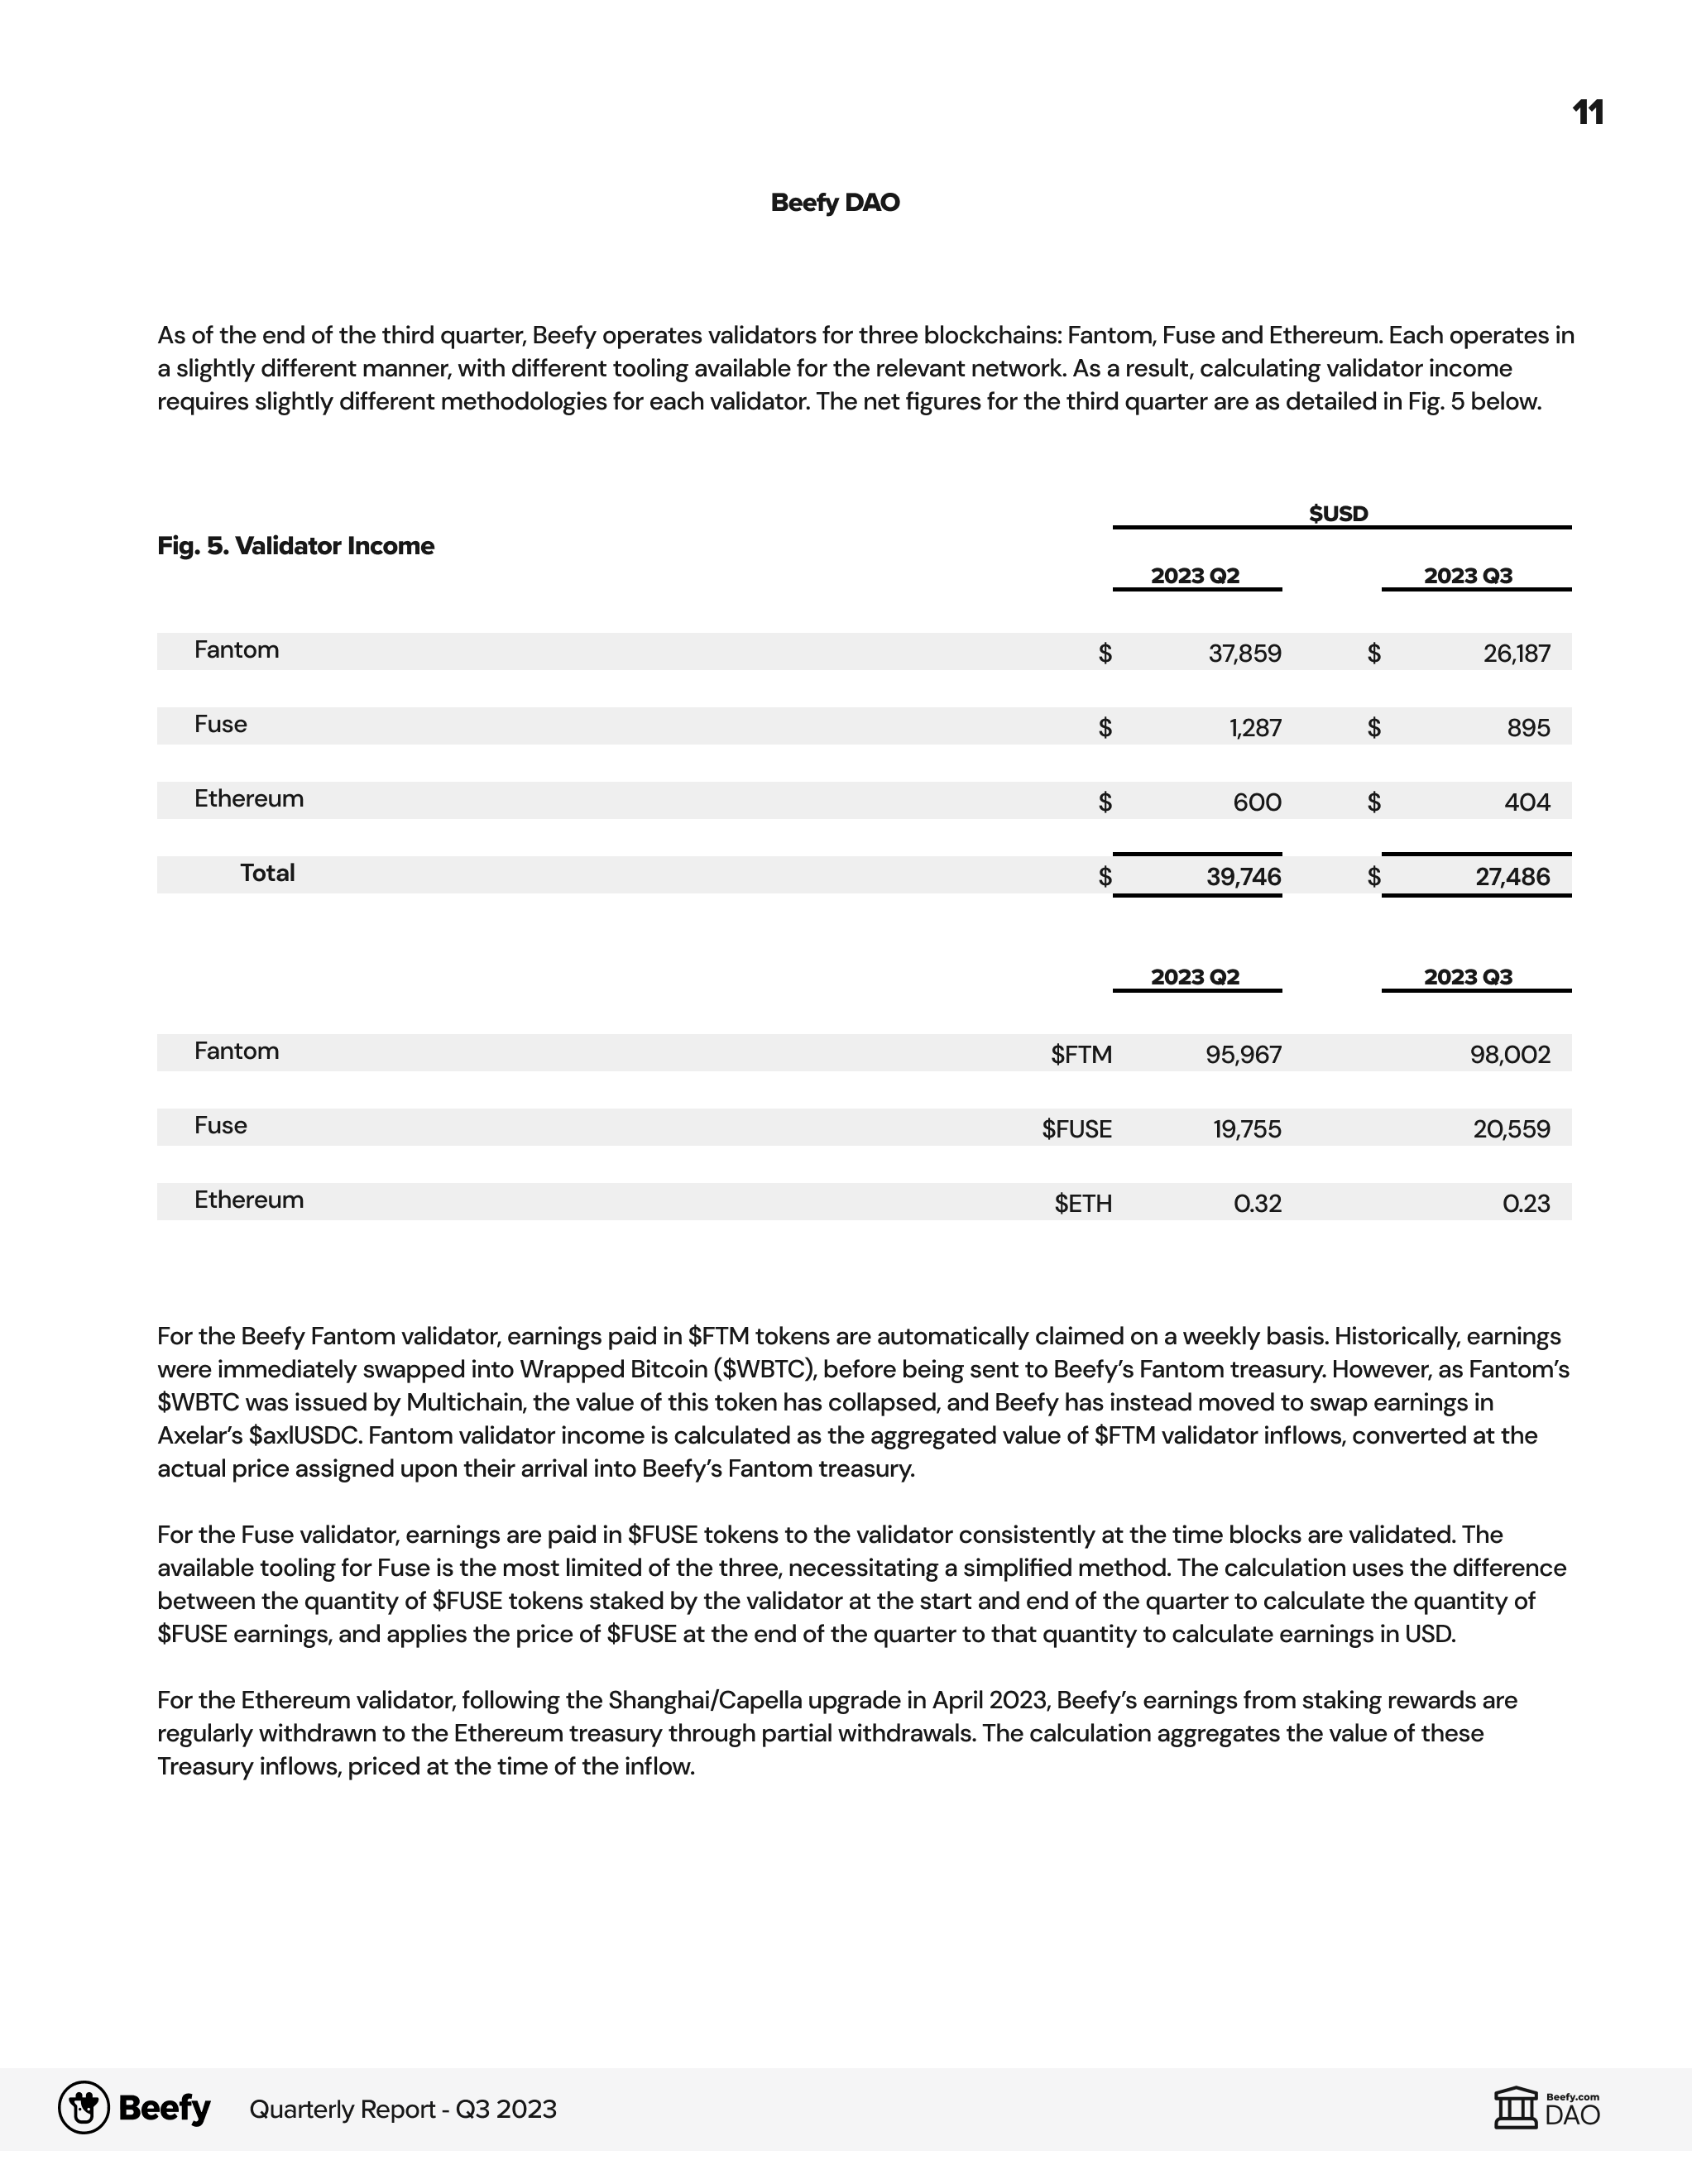 11
Beefy DAO
As of the end of the third quarter, Beefy operates validators for three blockchains: Fantom, Fuse and Ethereum. Each operates in
a slightly different manner, with different tooling available for the relevant network. As a result, calculating validator income
requires slightly different methodologies for each validator. The net figures for the third quarter are as detailed in Fig. 5 below.
$USD
Fig. 5. Validator Income
2023 Q2 2023 Q3
Fantom $ 37,859 $ 26,187
Fuse $ 1,287 $ 895
Ethereum $ 600 $ 404
Total $ 39,746 $ 27,486
2023 Q2 2023 Q3
Fantom $FTM 95,967 98,002
Fuse $FUSE 19,755 20,559
Ethereum $ETH 0.32 0.23
For the Beefy Fantom validator, earnings paid in $FTM tokens are automatically claimed on a weekly basis. Historically, earnings
were immediately swapped into Wrapped Bitcoin ($WBTC), before being sent to Beefy's Fantom treasury. However, as Fantom's
$WBTC was issued by Multichain, the value of this token has collapsed, and Beefy has instead moved to swap earnings in
Axelar's $axlUSDC. Fantom validator income is calculated as the aggregated value of $FTM validator inflows, converted at the
actual price assigned upon their arrival into Beefy's Fantom treasury.
For the Fuse validator, earnings are paid in $FUSE tokens to the validator consistently at the time blocks are validated. The
available tooling for Fuse is the most limited of the three, necessitating a simplified method. The calculation uses the difference
between the quantity of $FUSE tokens staked by the validator at the start and end of the quarter to calculate the quantity of
$FUSE earnings, and applies the price of $FUSE at the end of the quarter to that quantity to calculate earnings in USD.
For the Ethereum validator, following the Shanghai/Capella upgrade in April 2023, Beefy's earnings from staking rewards are
regularly withdrawn to the Ethereum treasury through partial withdrawals. The calculation aggregates the value of these
Treasury inflows, priced at the time of the inflow.
Beefy Quarterly Report - Q3 2023
Beefy.com
DAO